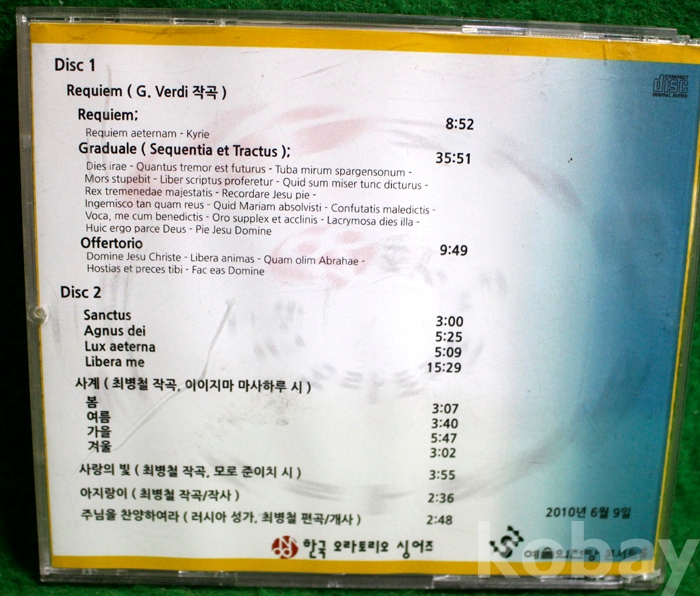 Disc 1
COMPACT
disc
DIGITAL AUDIO
Requiem ( G. Verdi 작곡 )
Requiem; 8:52
Requiem aeternam - Kyrie
Graduale ( Sequentia et Tractus ); 35:51
Dies irae - Quantus tremor est futurus - Tuba mirum spargensonum -
Mors stupebit - Liber scriptus proferetur - Quid sum miser tunc dicturus -
Rex tremenedae majestatis - Recordare Jesu pie -
Ingemisco tan quam reus - Quid Mariam absolvisti - Confutatis maledictis -
Voca, me cum benedictis - Oro supplex et acclinis - Lacrymosa dies illa -
Huic ergo parce Deus - Pie Jesu Domine
Offertorio 9:49
Domine Jesu Christe - Libera animas - Quam olim Abrahae -
Hostias et preces tibi - Fac eas Domine
Disc 2
Sanctus 3:00
Agnus dei 5:25
Lux aeterna 5:09
Libera me 15:29
사계 ( 최병철 작곡, 이이지마 마사하루 시 )
봄 3:07
여름 3:40
가을 5:47
겨울 3:02
사랑의 빛 ( 최병철 작곡, 모로 준이치 시 ) 3:55
아지랑이 ( 최병철 작곡/작사 ) 2:36
주님을 찬양하여라 ( 러시아 성가, 최병철 편곡/개사 ) 2:48
2010년 6월 9일
한국 오라토리오 싱어즈
예술의전당 콘서트홀
kobay